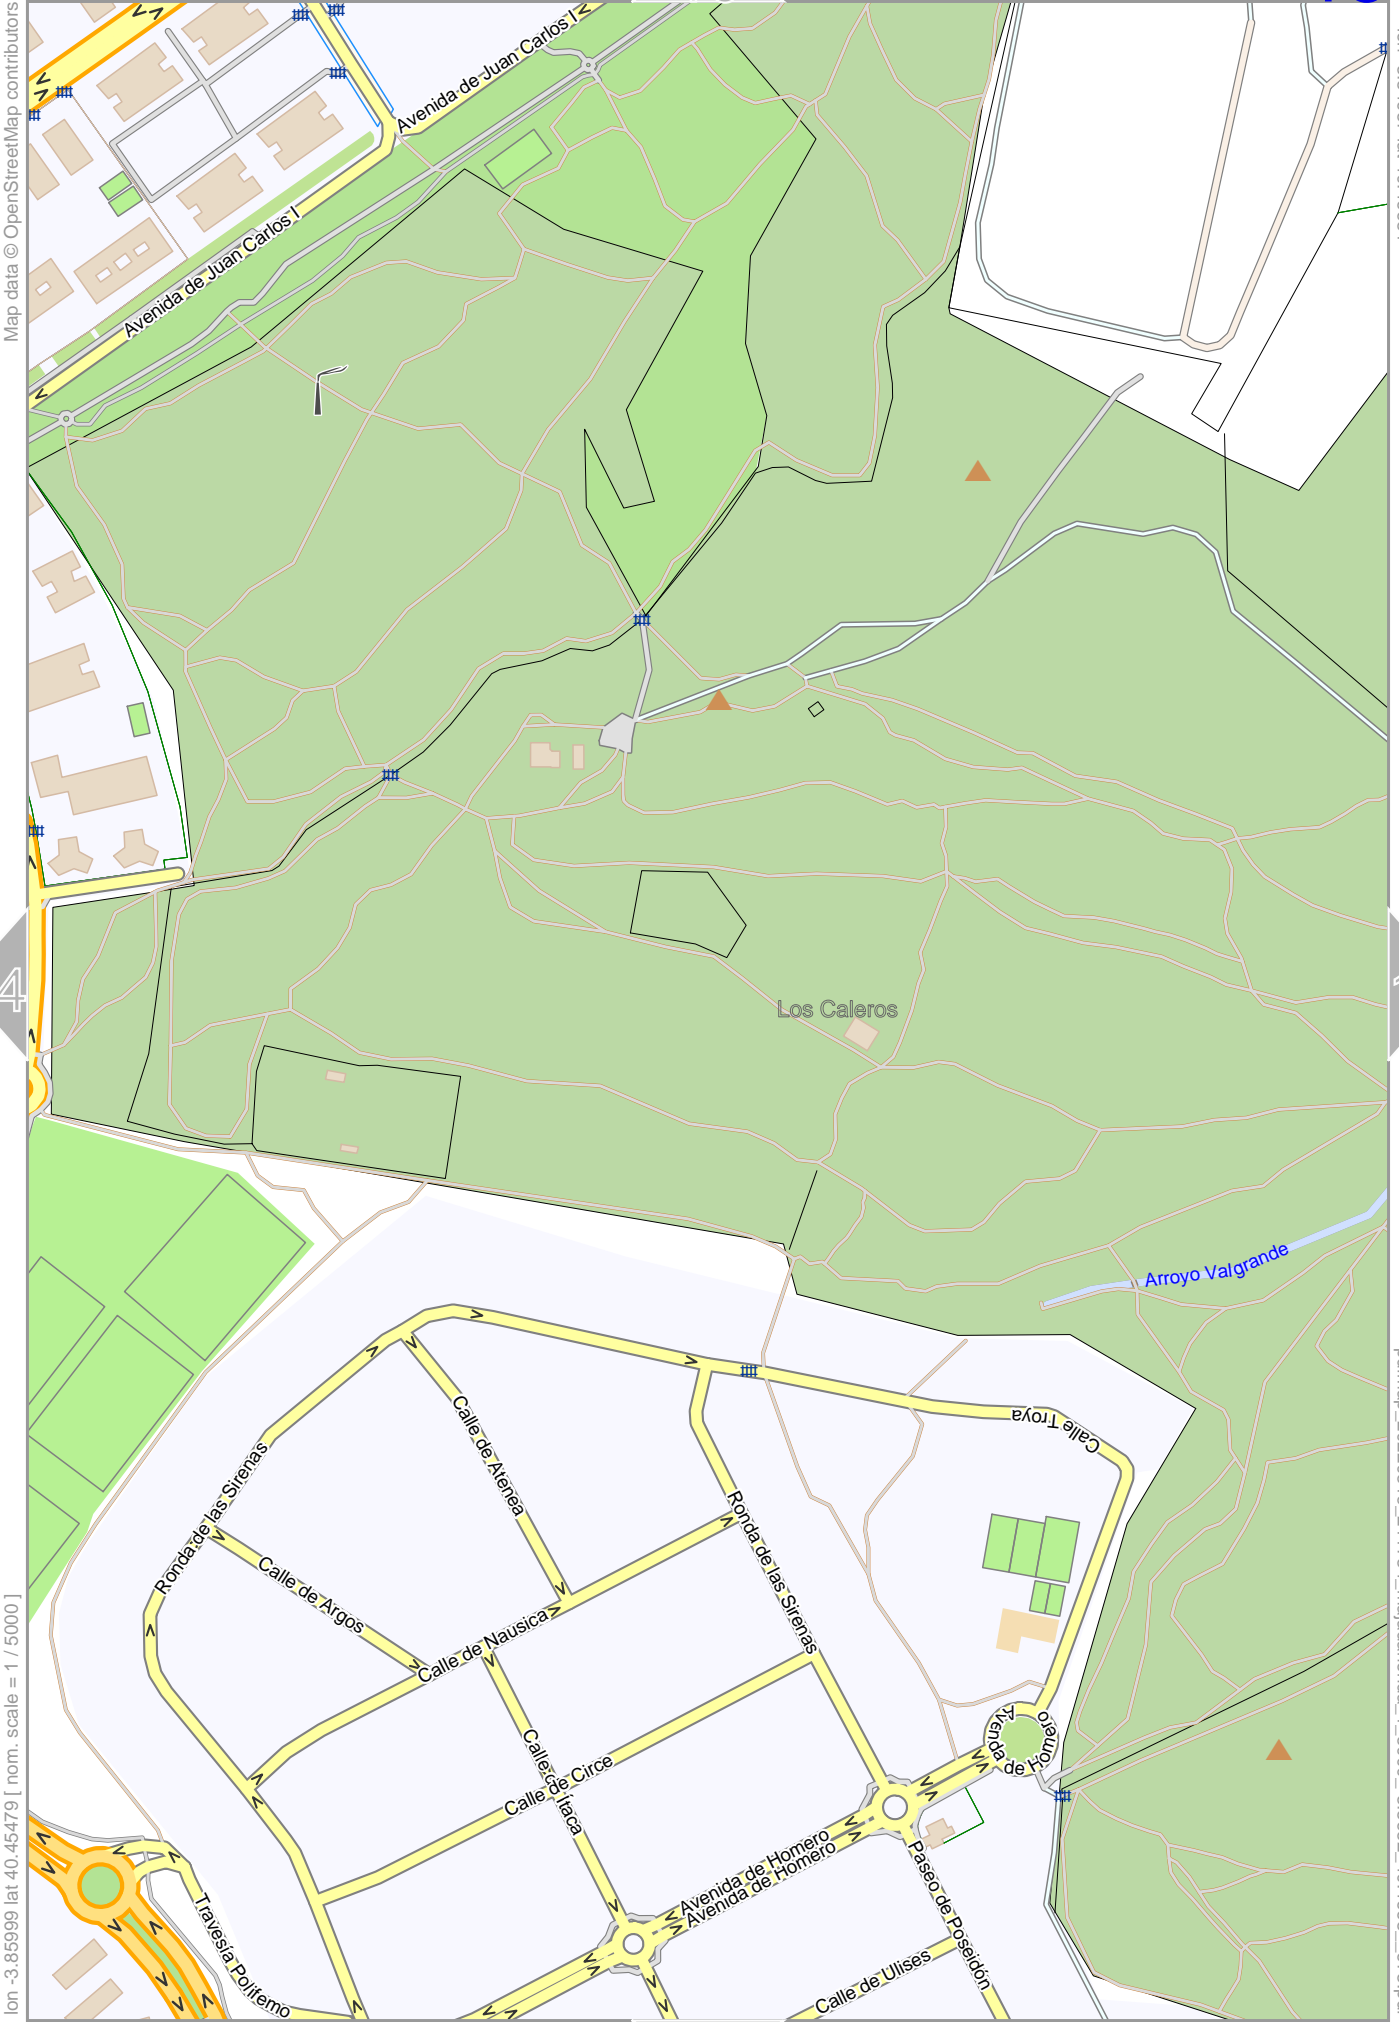 Map data © OpenStreetMap contributors
Avenida de Juan Carlos I
Avenida de Juan Carlos I
4
Los Caleros
Arroyo Valgrande
Calle Troya
Calle de Atenea
Ronda de las Sirenas
Ronda de las Sirenas
Calle de Argos
Calle de Nausica
Calle de Ítaca
Calle de Circe
Avenida de Homero
Avenida de Homero
Avenida de Homero
Paseo de Poseidón
Calle de Ulises
Travesía Polifemo
lon -3.85999 lat 40.45479 [ nom. scale = 1 / 5000 ]